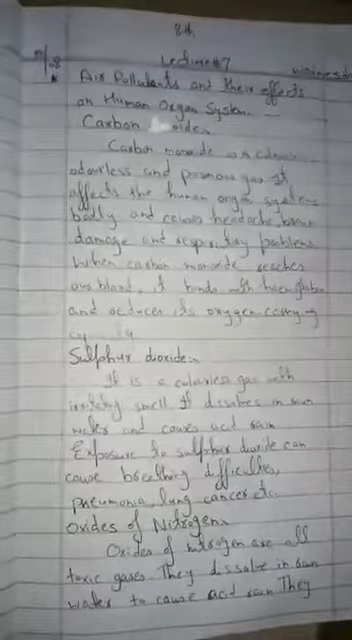 8th
Lecture #7
Air Pollutants and their effects
on Human Organ System
Carbon
Carbon monoxide is a
odourless and gas It
affects the human organ system
badly and causes headache,
damage and respiratory problems.
When carbon monoxide reaches
our blood, it binds with
and reduces its oxygen carrying
Sulphur dioxide:
It is a colourless gas with
irritating smell It dissolves in rain
water and causes acid rain
Exposure to sulphur dioxide can
cause breathing difficulties,
pneumonia, lung cancer etc.
Oxides of Nitrogen:
Oxides of nitrogen are all
toxic gases. They dissolve in rain
water to cause acid rain They